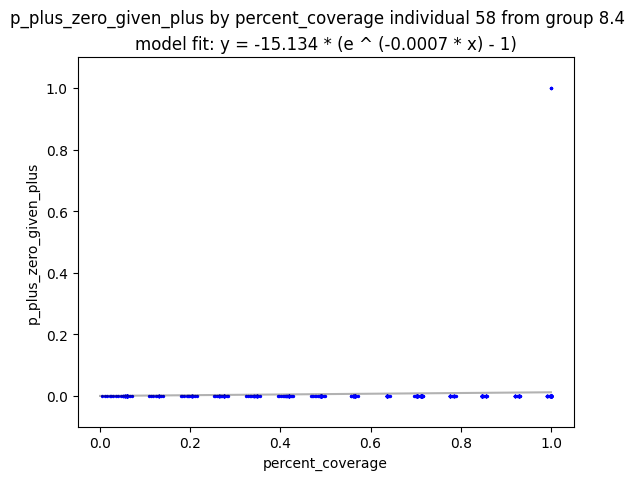 p_plus_zero_given_plus by percent_coverage individual 58 from group 8.4
model fit: y = -15.134 * (e ^ (-0.0007 * x) - 1)
1.0
0.8
0.6
0.4
0.2
0.0
p_plus_zero_given_plus
0.0 0.2 0.4 0.6 0.8 1.0
percent_coverage